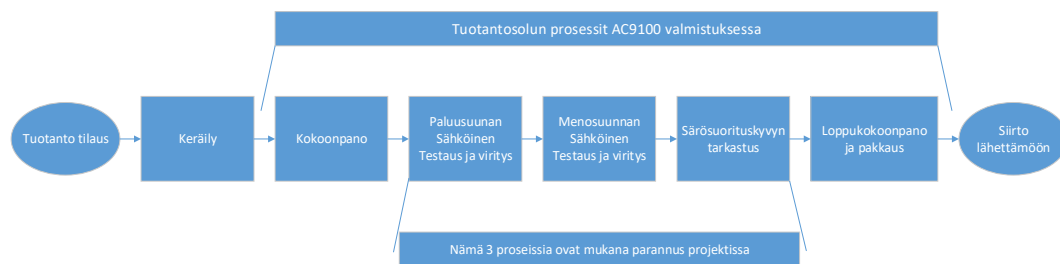 Tuotantosolun prosessit AC9100 valmistuksessa
Tuotanto tilaus
Keräily
Kokoonpano
Paluusuunan
Sähköinen
Testaus ja viritys
Menosuunnan
Sähköinen
Testaus ja viritys
Särösuorituskyvyn
tarkastus
Loppukokoonpano
ja pakkaus
Siirto
lähettämöön
Nämä 3 proseissia ovat mukana parannus projektissa